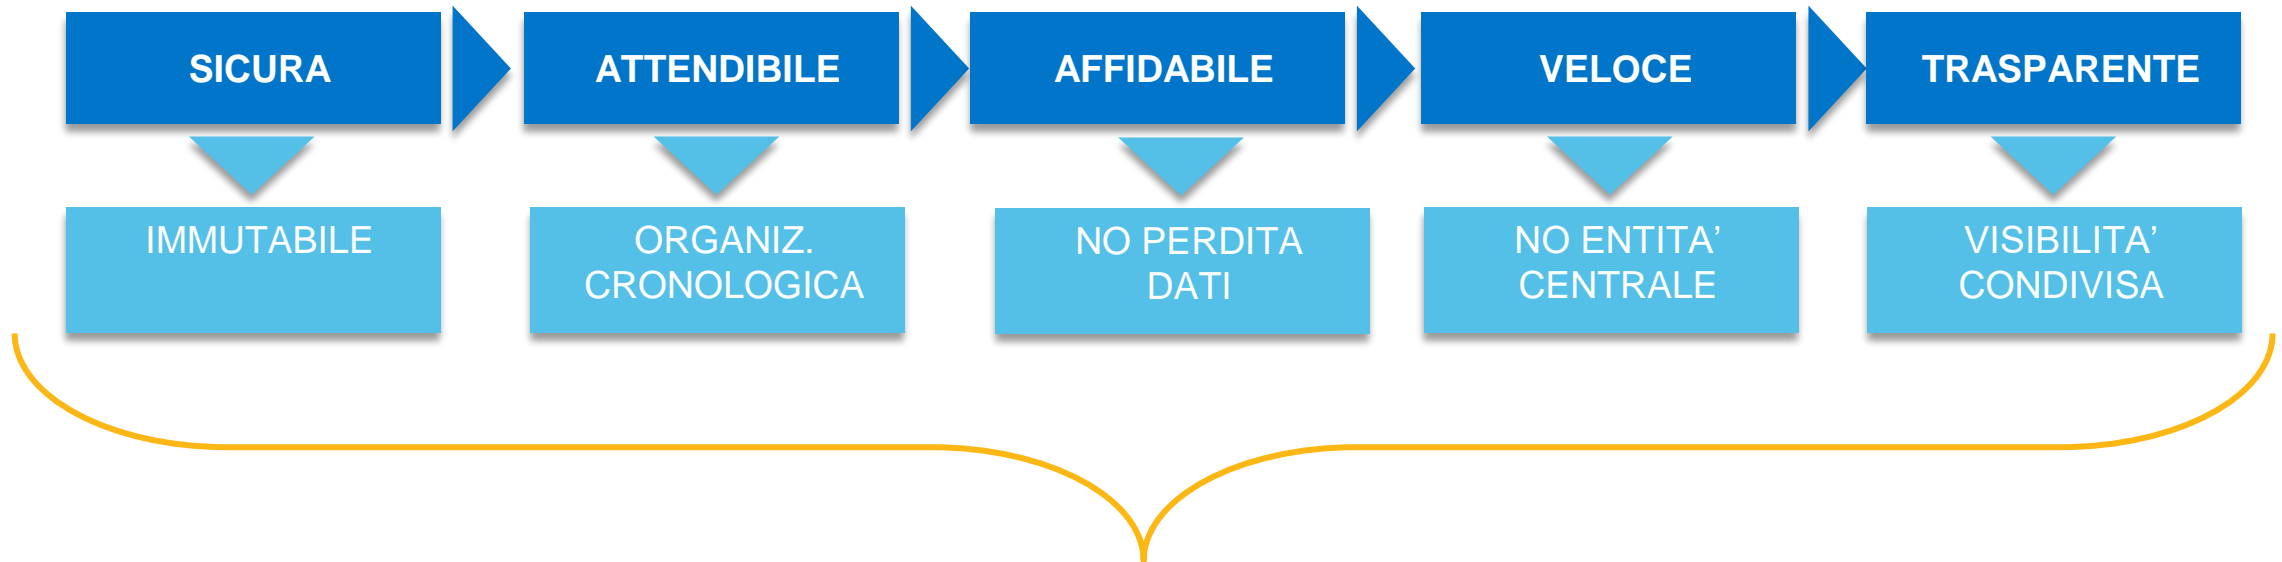 SICURA
ATTENDIBILE
AFFIDABILE
VELOCE
TRASPARENTE
IMMUTABILE
ORGANIZ.
CRONOLOGICA
NO PERDITA
DATI
NO ENTITA’
CENTRALE
VISIBILITA’
CONDIVISA